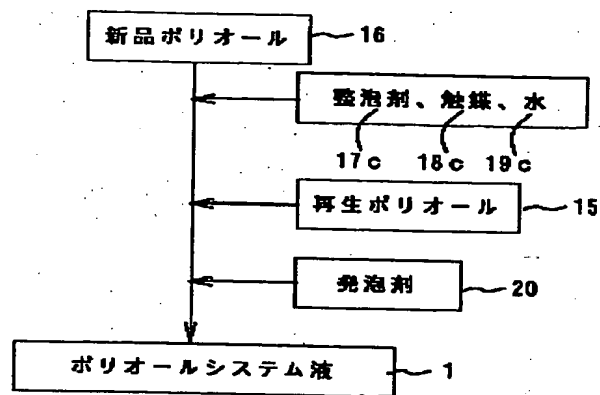 新品ポリオール 16
整泡剤、触媒、水
17c 18c 19c
再生ポリオール 15
発泡剤 20
ポリオールシステム液 1